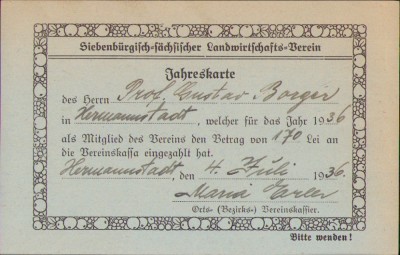 Siebenbürgisch-sächsischer Landwirtschafts-Verein
Jahreskarte
des Herrn Prof. Gustav Borger
in Hermannstadt, welcher für das Jahr 1936
als Mitglied des Vereins den Betrag von 170 Lei an
die Vereinskassa eingezahlt hat.
Hermannstadt, den 4. Juli 1936.
Maria Erler
Orts- (Bezirks-) Vereinskassier.
Bitte wenden!